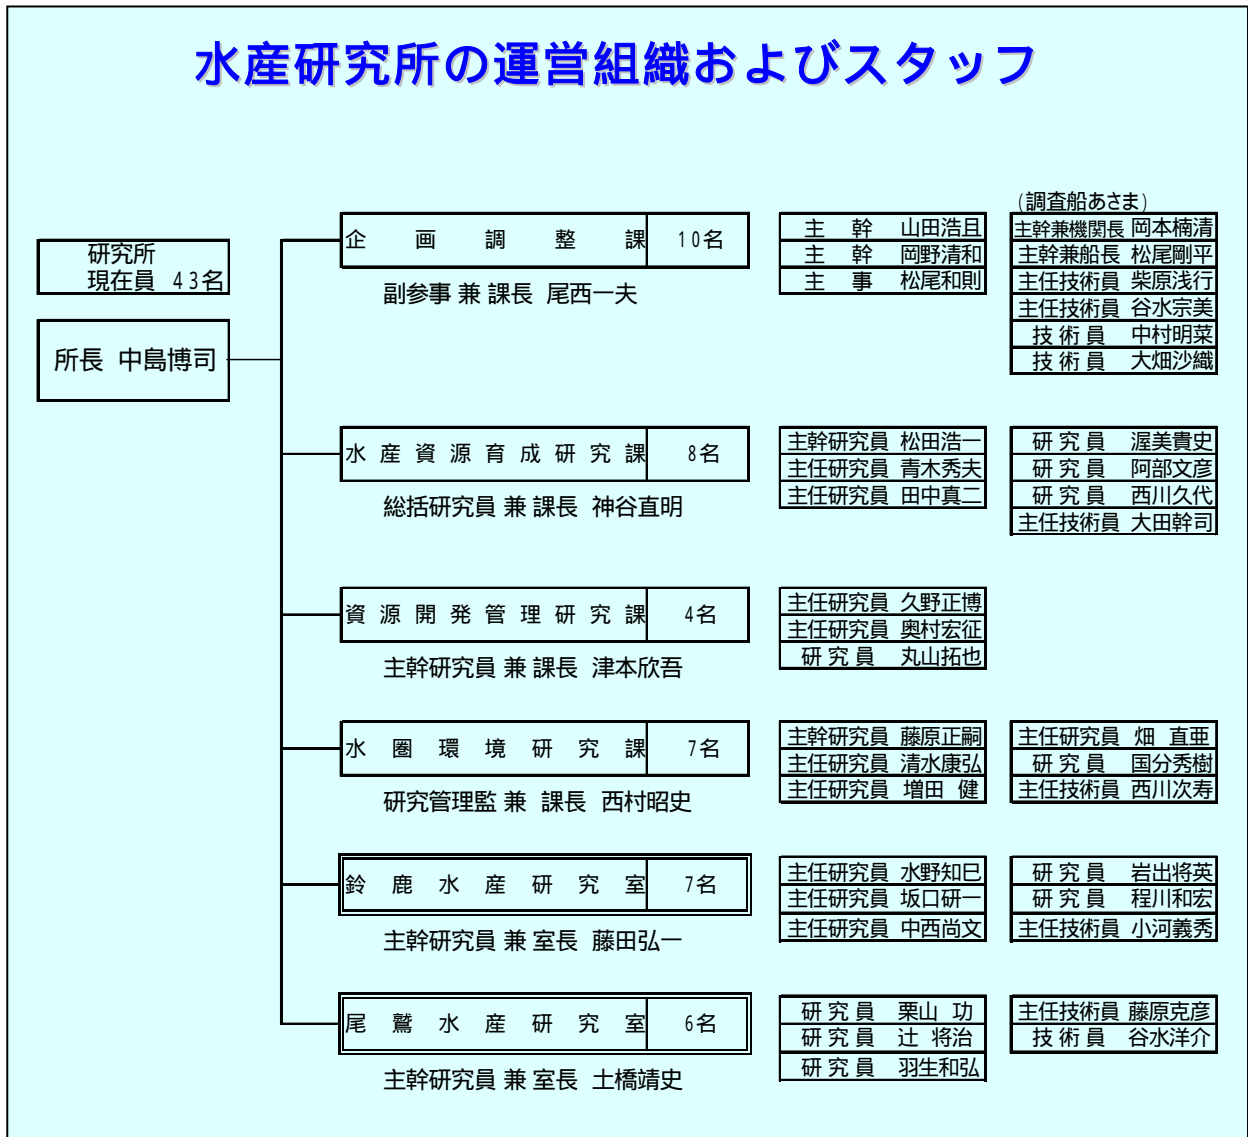 水産研究所の運営組織およびスタッフ
研究所
現在員 43名
所長 中島博司
企画調整課 10名
副参事 兼 課長 尾西一夫
主幹 山田浩且
主幹 岡野清和
主事 松尾和則
(調査船あさま)
主幹兼機関長 岡本楠清
主幹兼船長 松尾剛平
主任技術員 柴原浅行
主任技術員 谷水宗美
技術員 中村明菜
技術員 大畑沙織
水産資源育成研究課 8名
総括研究員 兼 課長 神谷直明
主幹研究員 松田浩一
主任研究員 青木秀夫
主任研究員 田中真二
研究員 渥美貴史
研究員 阿部文彦
研究員 西川久代
主任技術員 大田幹司
資源開発管理研究課 4名
主幹研究員 兼 課長 津本欣吾
主任研究員 久野正博
主任研究員 奥村宏征
研究員 丸山拓也
水圏環境研究課 7名
研究管理監 兼 課長 西村昭史
主幹研究員 藤原正嗣
主任研究員 清水康弘
主任研究員 増田 健
主任研究員 畑 直亜
研究員 国分秀樹
主任技術員 西川次寿
鈴鹿水産研究室 7名
主幹研究員 兼 室長 藤田弘一
主任研究員 水野知巳
主任研究員 坂口研一
主任研究員 中西尚文
研究員 岩出将英
研究員 程川和宏
主任技術員 小河義秀
尾鷲水産研究室 6名
主幹研究員 兼 室長 土橋靖史
研究員 栗山 功
研究員 辻 将治
研究員 羽生和弘
主任技術員 藤原克彦
技術員 谷水洋介